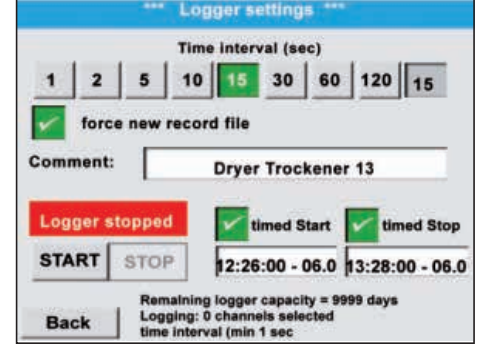 *** Logger settings ***
Time interval (sec)
1 2 5 10 15 30 60 120 15
force new record file
Comment: Dryer Trockener 13
Logger stopped timed Start timed Stop
START STOP 12:26:00 - 06.0 13:28:00 - 06.0
Remaining logger capacity = 9999 days
Back Logging: 0 channels selected
time interval (min 1 sec